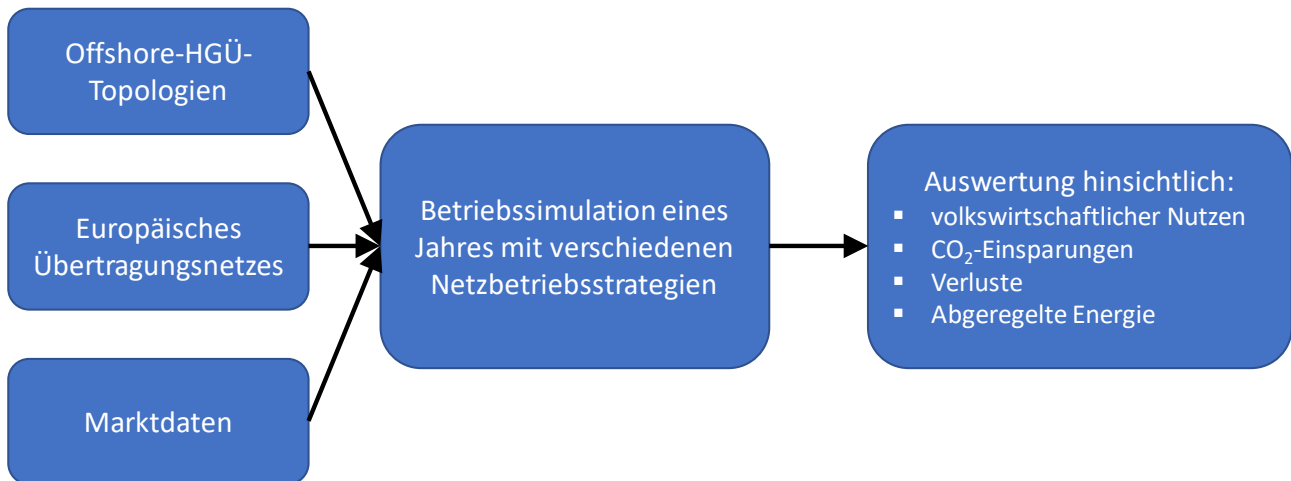 Offshore-HGÜ-
Topologien
Europäisches
Übertragungsnetzes
Marktdaten
Betriebssimulation eines
Jahres mit verschiedenen
Netzbetriebsstrategien
Auswertung hinsichtlich:
▪ volkswirtschaftlicher Nutzen
▪ CO₂-Einsparungen
▪ Verluste
▪ Abgeregelte Energie